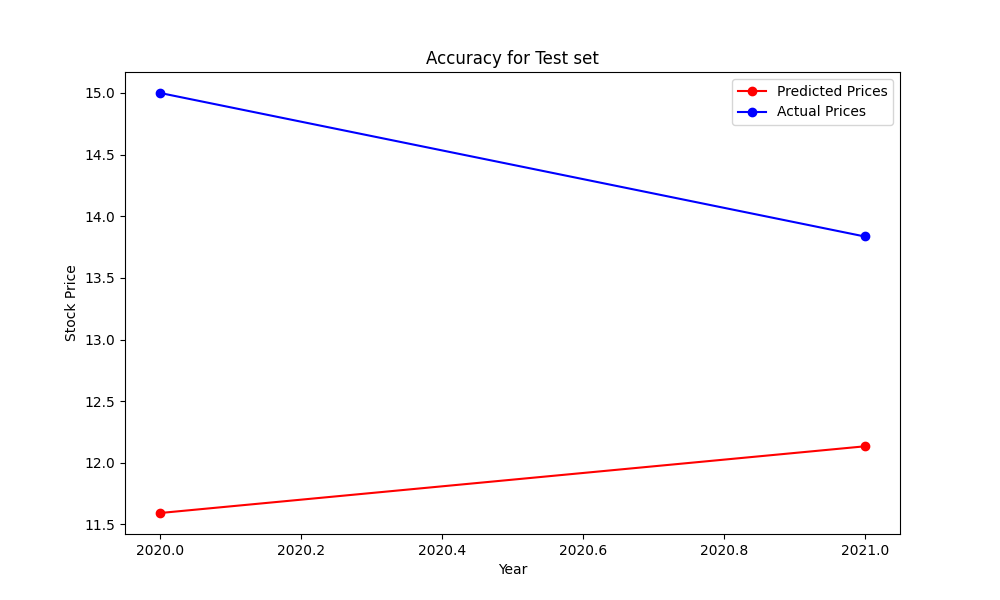 Accuracy for Test set
Predicted Prices
Actual Prices
15.0
14.5
14.0
13.5
13.0
12.5
12.0
11.5
Stock Price
2020.0 2020.2 2020.4 2020.6 2020.8 2021.0
Year